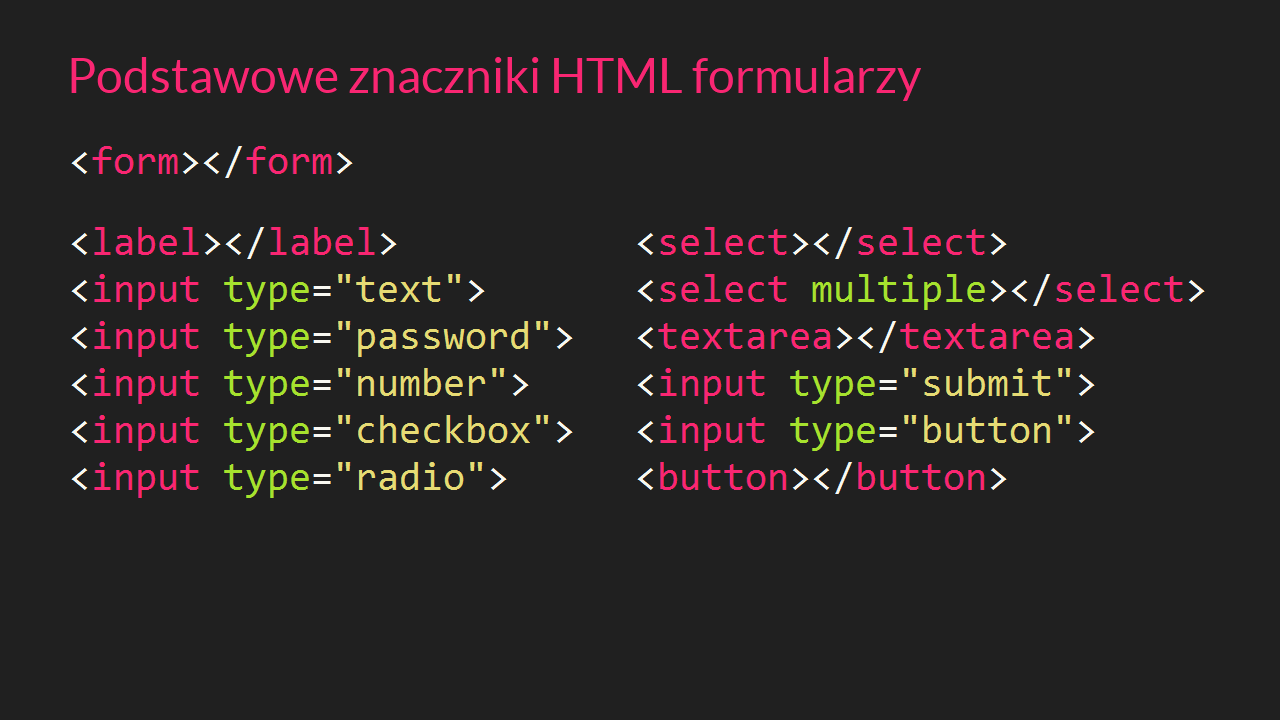 Podstawowe znaczniki HTML formularzy
<form></form>
<label></label>
<input type="text">
<input type="password">
<input type="number">
<input type="checkbox">
<input type="radio">
<select></select>
<select multiple></select>
<textarea></textarea>
<input type="submit">
<input type="button">
<button></button>